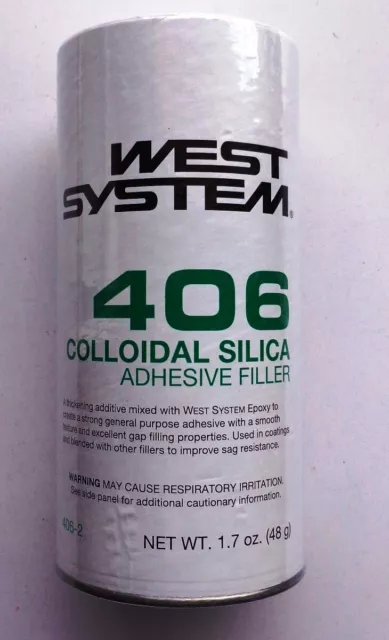 WEST
SYSTEM®
406
COLLOIDAL SILICA
ADHESIVE FILLER
A thickening additive mixed with WEST SYSTEM Epoxy to
create a strong general purpose adhesive with a smooth
texture and excellent gap filling properties. Used in coatings
and blended with other fillers to improve sag resistance.
WARNING MAY CAUSE RESPIRATORY IRRITATION.
See side panel for additional cautionary information.
406-2
NET WT. 1.7 oz. (48 g)